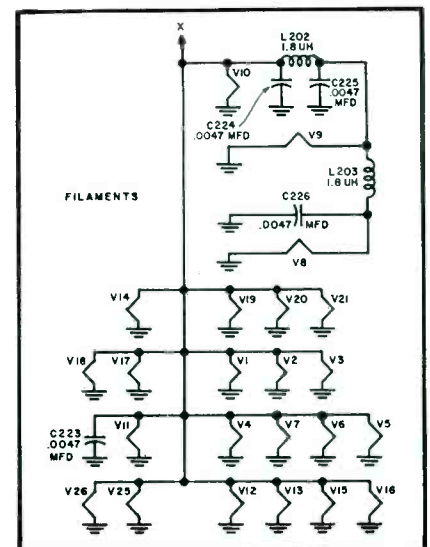 X
L202
1.8 UH
V10
C225
.0047
MFD
C224
.0047 MFD
V9
L203
1.8 UH
FILAMENTS
C226
.0047 MFD
V8
V14 V19 V20 V21
V18 V17 V1 V2 V3
C223
.0047
MFD
V11 V4 V7 V6 V5
V26 V25 V12 V13 V15 V16